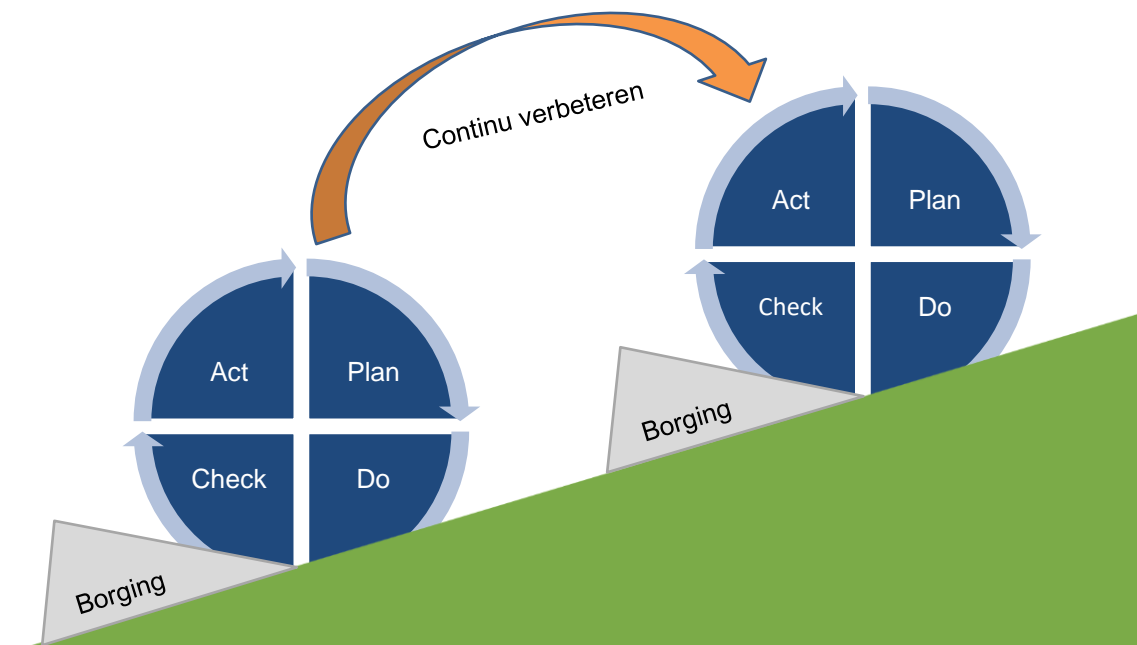 Continu verbeteren
Act
Plan
Check
Do
Borging
Act
Plan
Check
Do
Borging